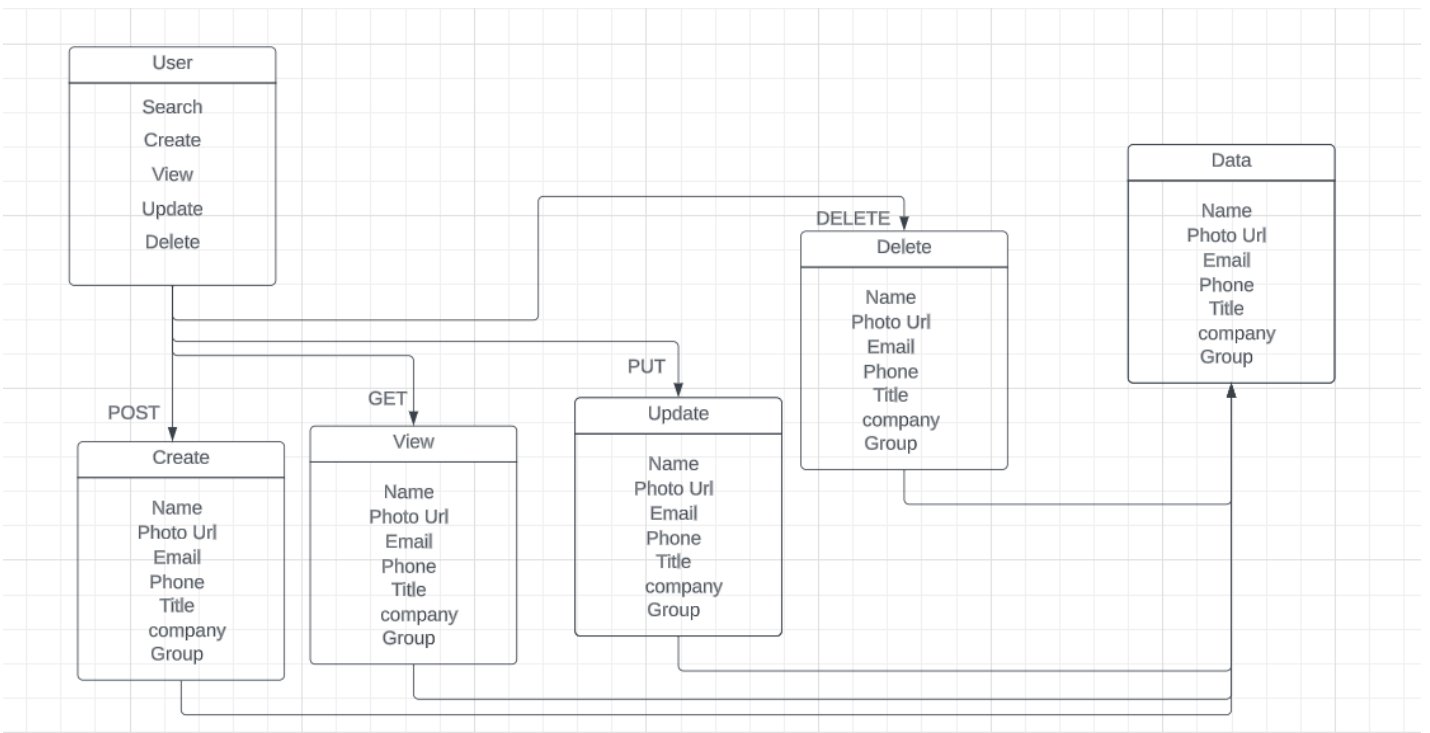 User
Search
Create
View
Update
Delete
POST
Create
Name
Photo Url
Email
Phone
Title
company
Group
GET
View
Name
Photo Url
Email
Phone
Title
company
Group
PUT
Update
Name
Photo Url
Email
Phone
Title
company
Group
DELETE
Delete
Name
Photo Url
Email
Phone
Title
company
Group
Data
Name
Photo Url
Email
Phone
Title
company
Group